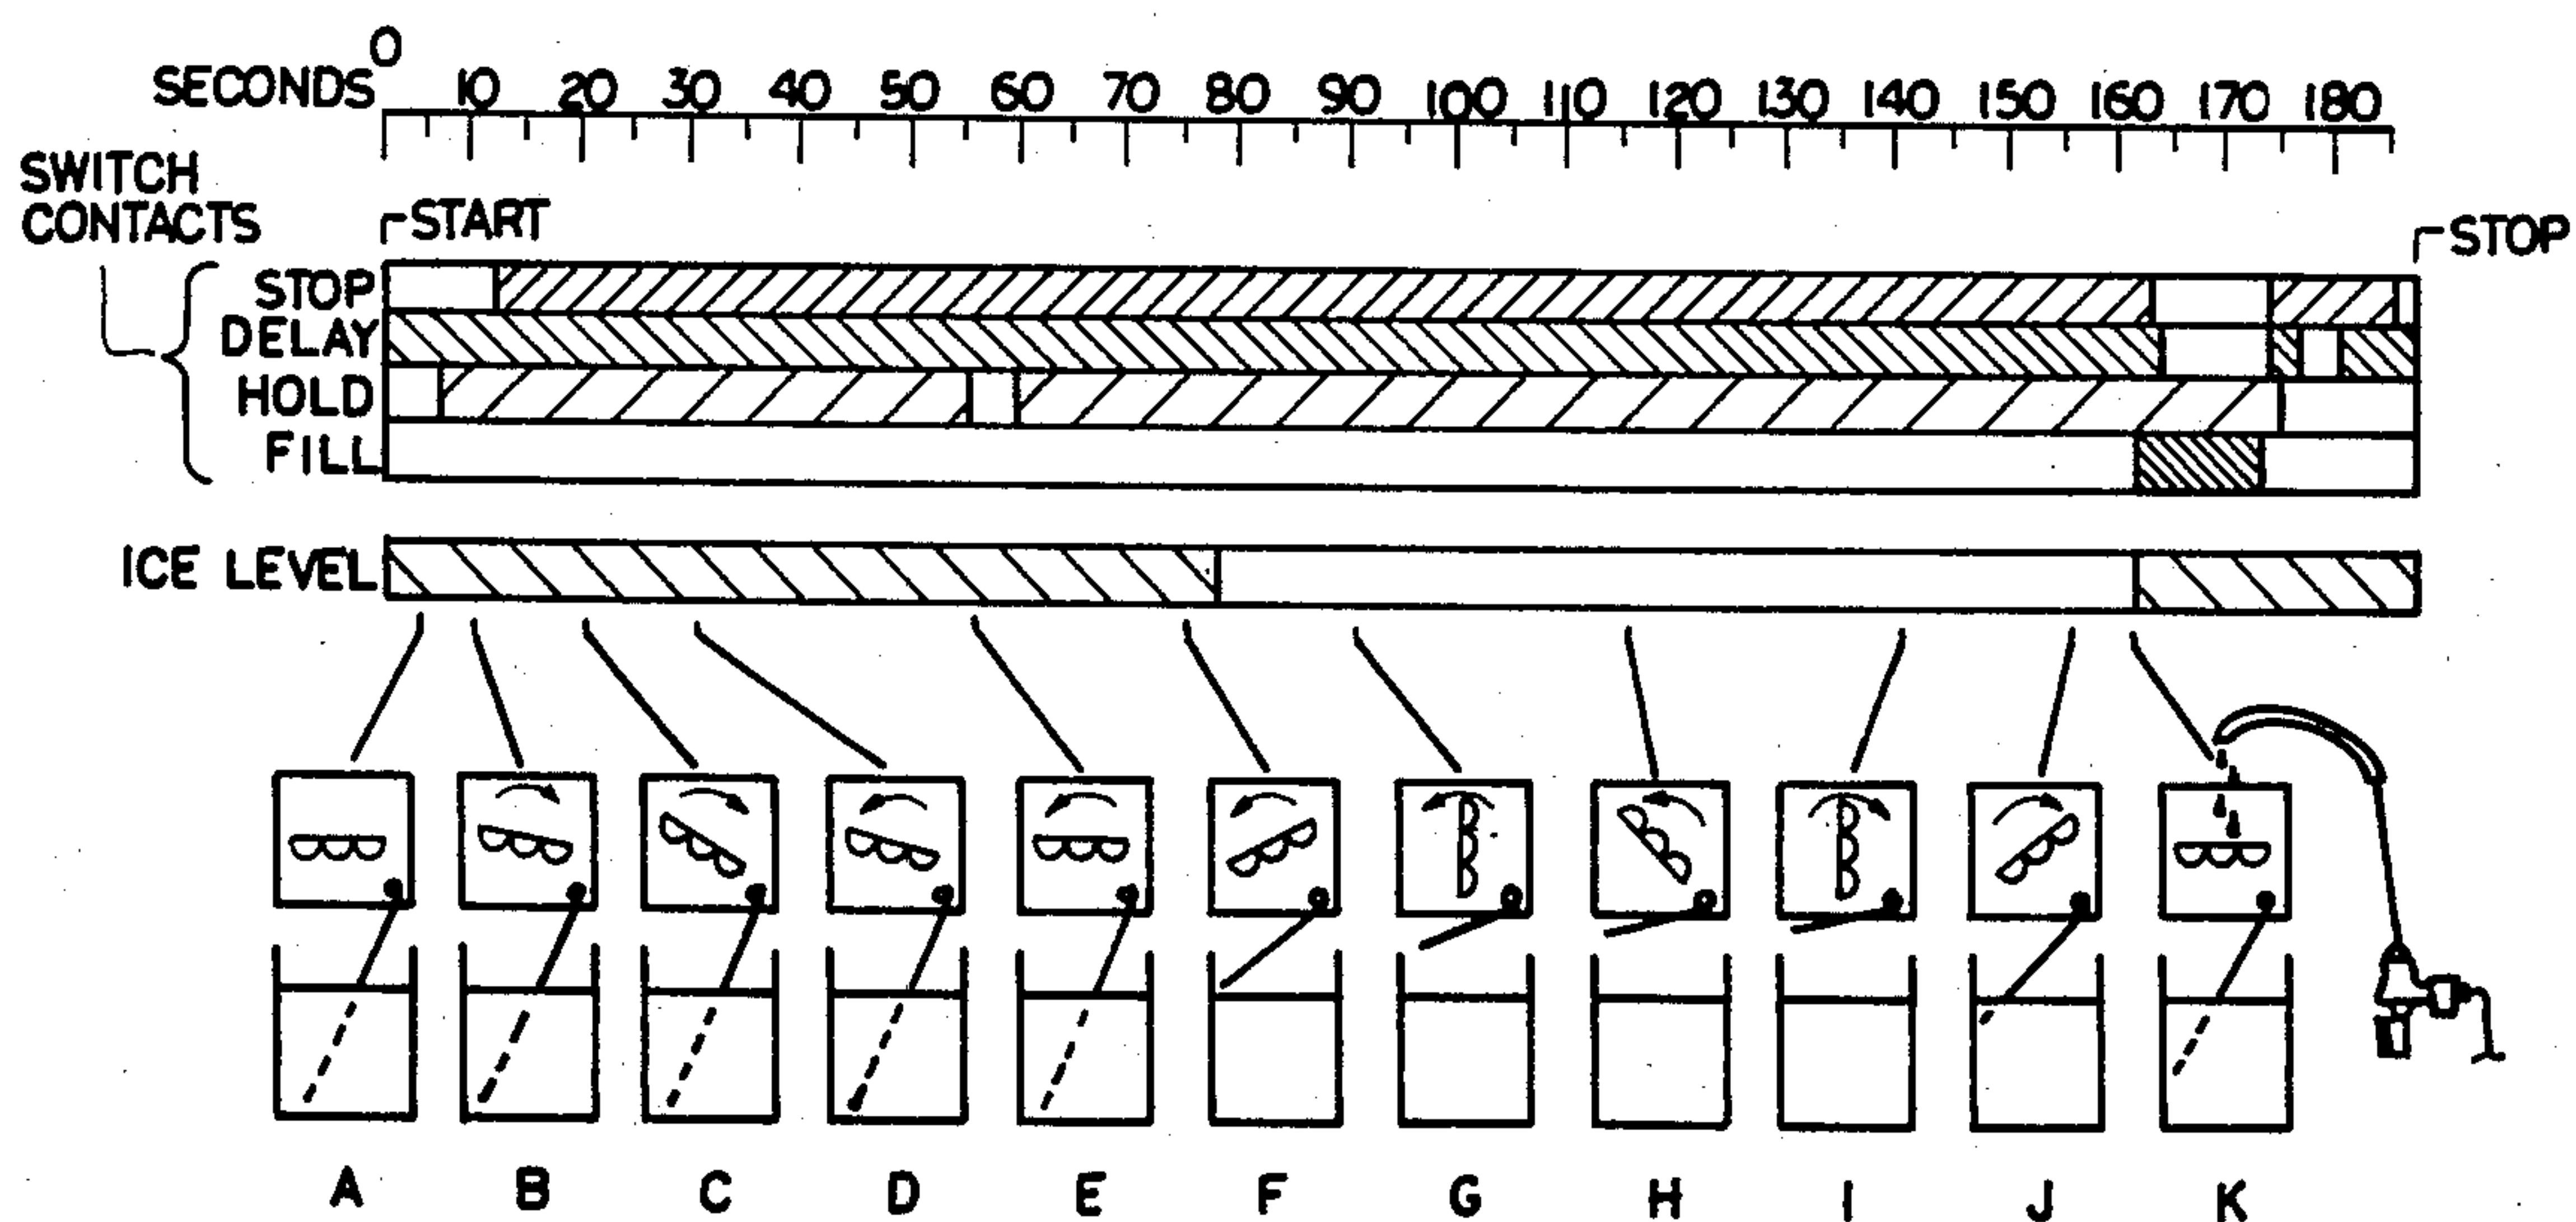 0
SECONDS 10 20 30 40 50 60 70 80 90 100 110 120 130 140 150 160 170 180
SWITCH
CONTACTS
START
STOP
STOP
DELAY
HOLD
FILL
ICE LEVEL
A B C D E F G H I J K